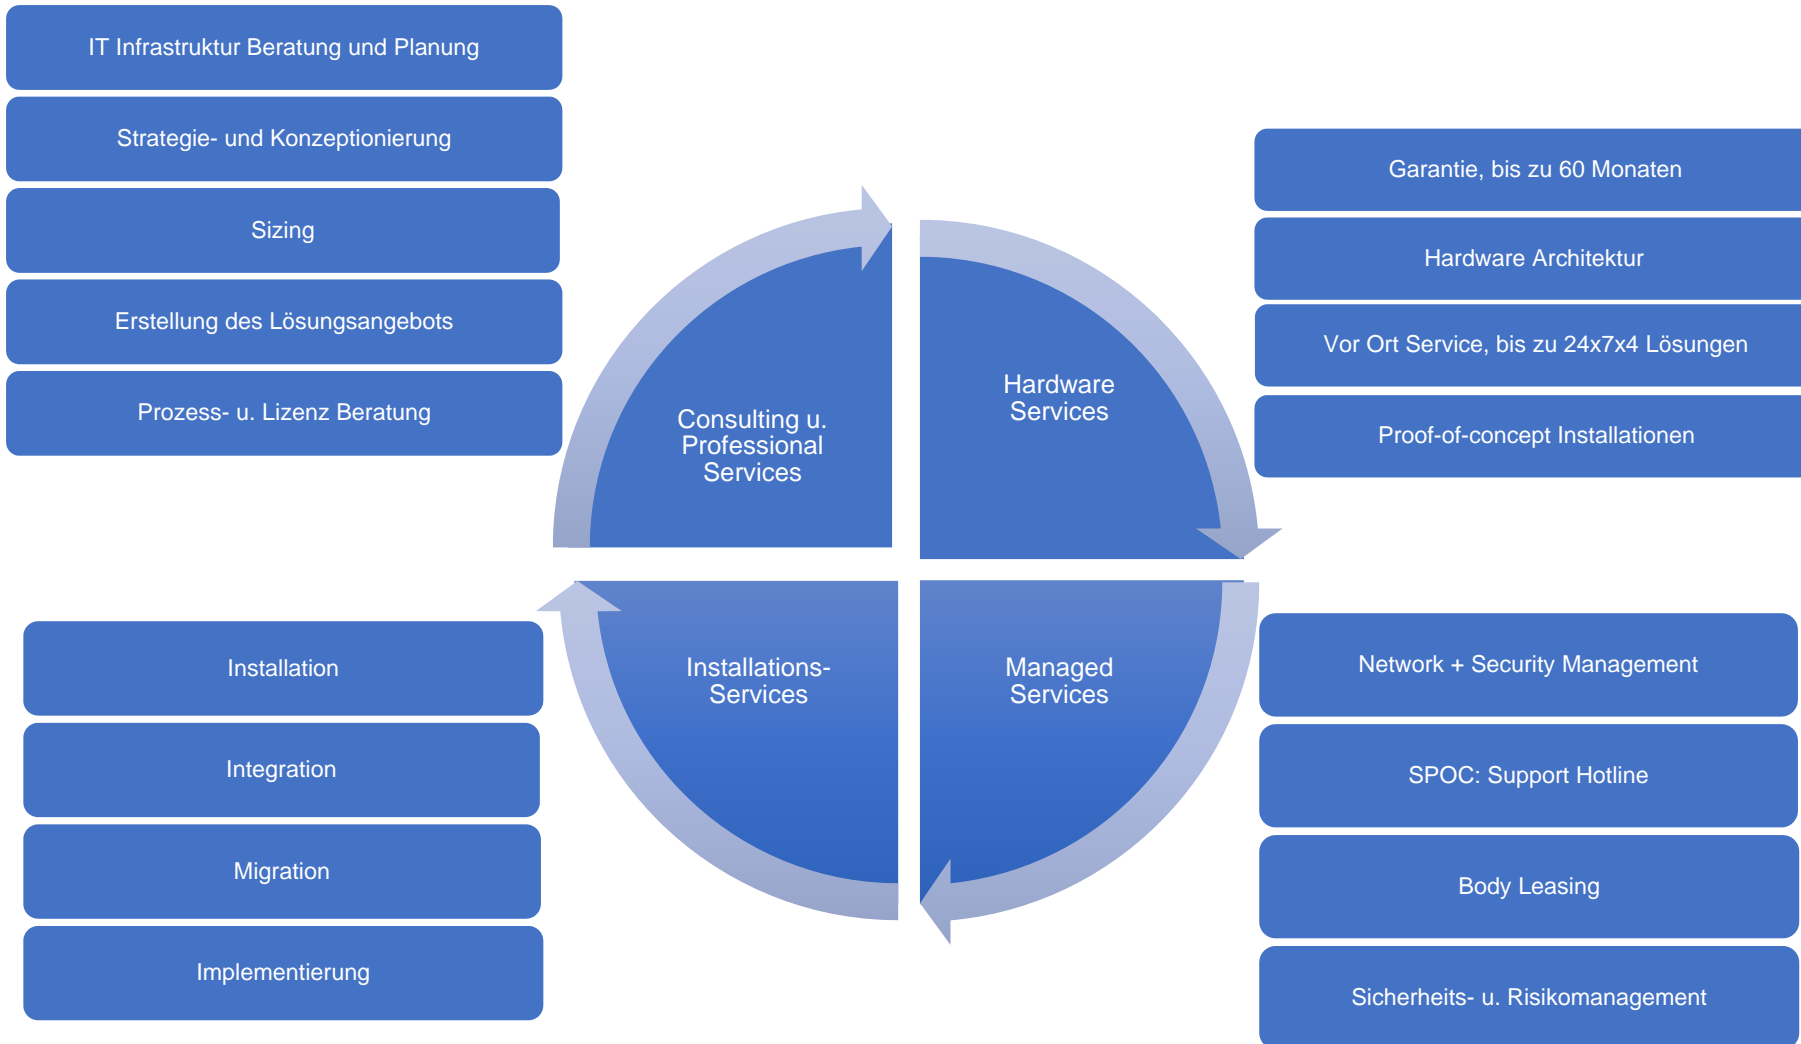 IT Infrastruktur Beratung und Planung
Strategie- und Konzeptionierung
Sizing
Erstellung des Lösungsangebots
Prozess- u. Lizenz Beratung
Consulting u.
Professional
Services
Hardware
Services
Garantie, bis zu 60 Monaten
Hardware Architektur
Vor Ort Service, bis zu 24x7x4 Lösungen
Proof-of-concept Installationen
Installation
Integration
Migration
Implementierung
Installations-
Services
Managed
Services
Network + Security Management
SPOC: Support Hotline
Body Leasing
Sicherheits- u. Risikomanagement